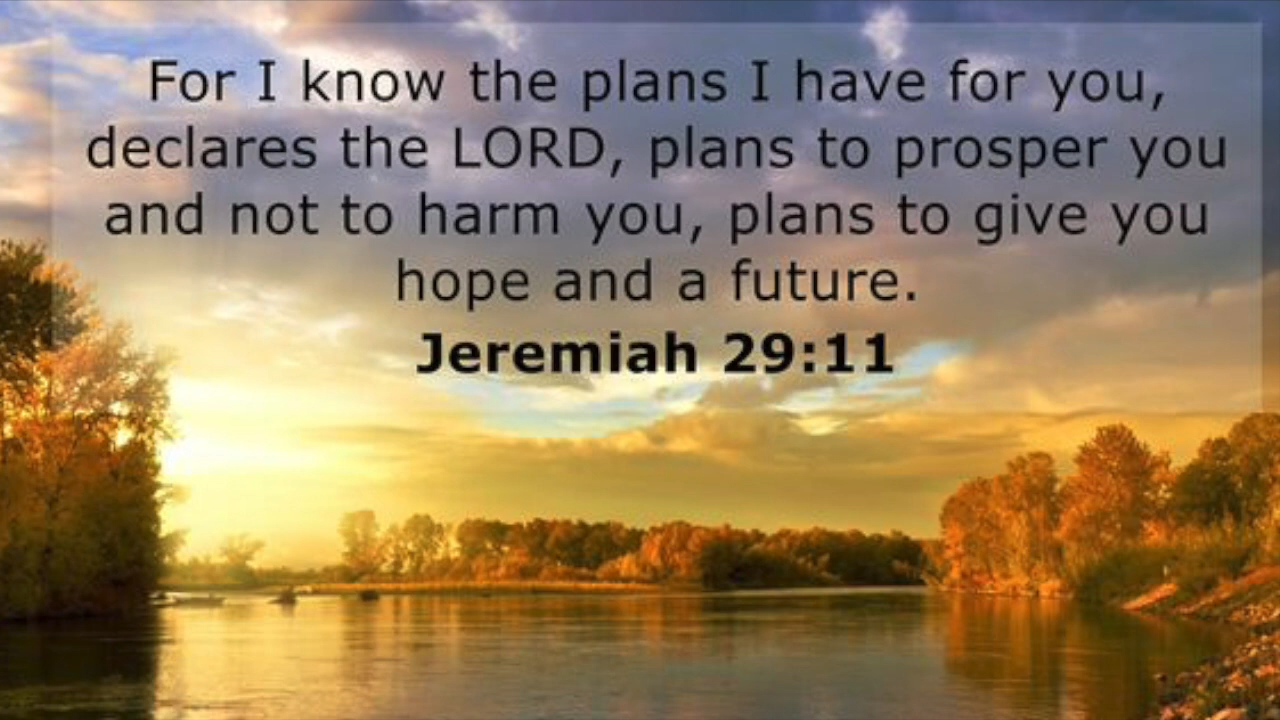 For I know the plans I have for you,
declares the LORD, plans to prosper you
and not to harm you, plans to give you
hope and a future.
Jeremiah 29:11